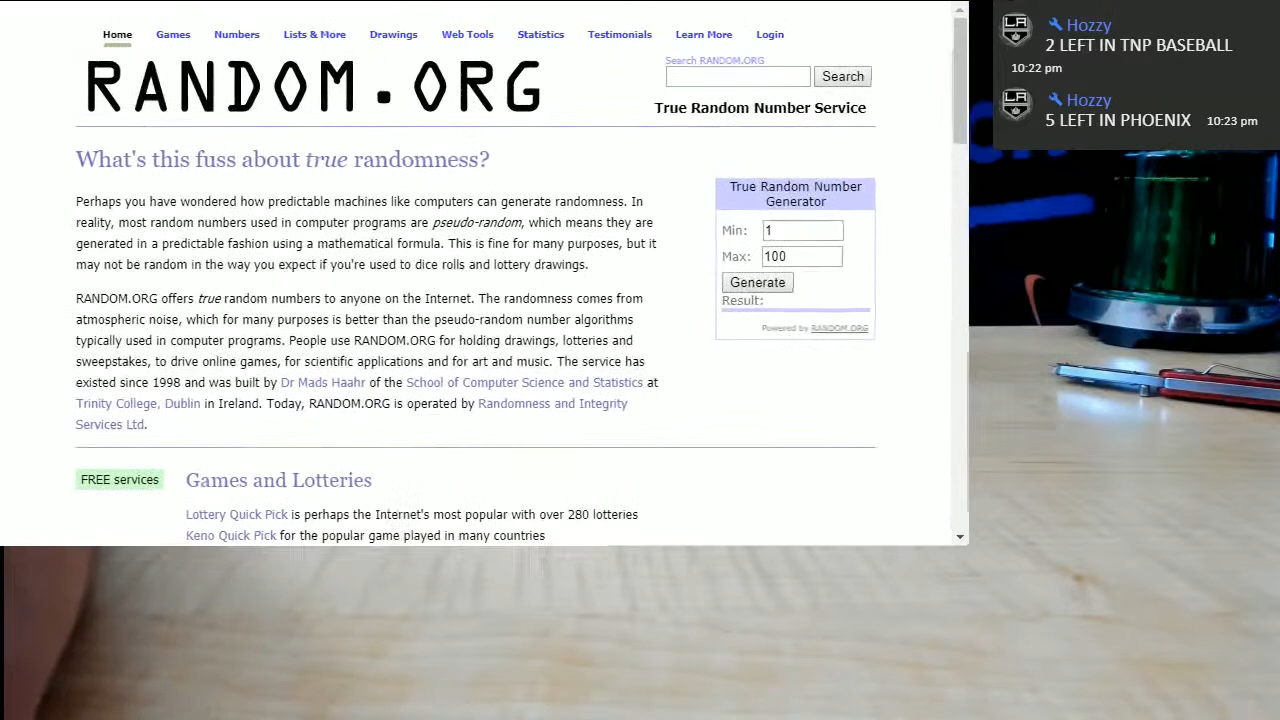 Home Games Numbers Lists & More Drawings Web Tools Statistics Testimonials Learn More Login
RANDOM.ORG
Search RANDOM.ORG
Search
True Random Number Service
What's this fuss about true randomness?
Perhaps you have wondered how predictable machines like computers can generate randomness. In
reality, most random numbers used in computer programs are pseudo-random, which means they are
generated in a predictable fashion using a mathematical formula. This is fine for many purposes, but it
may not be random in the way you expect if you're used to dice rolls and lottery drawings.
RANDOM.ORG offers true random numbers to anyone on the Internet. The randomness comes from
atmospheric noise, which for many purposes is better than the pseudo-random number algorithms
typically used in computer programs. People use RANDOM.ORG for holding drawings, lotteries and
sweepstakes, to drive online games, for scientific applications and for art and music. The service has
existed since 1998 and was built by Dr Mads Haahr of the School of Computer Science and Statistics at
Trinity College, Dublin in Ireland. Today, RANDOM.ORG is operated by Randomness and Integrity
Services Ltd.
True Random Number
Generator
Min: 1
Max: 100
Generate
Result:
Powered by RANDOM.ORG
FREE services
Games and Lotteries
Lottery Quick Pick is perhaps the Internet's most popular with over 280 lotteries
Keno Quick Pick for the popular game played in many countries
LA
Hozzy
2 LEFT IN TNP BASEBALL
10:22 pm
LA
Hozzy
5 LEFT IN PHOENIX 10:23 pm